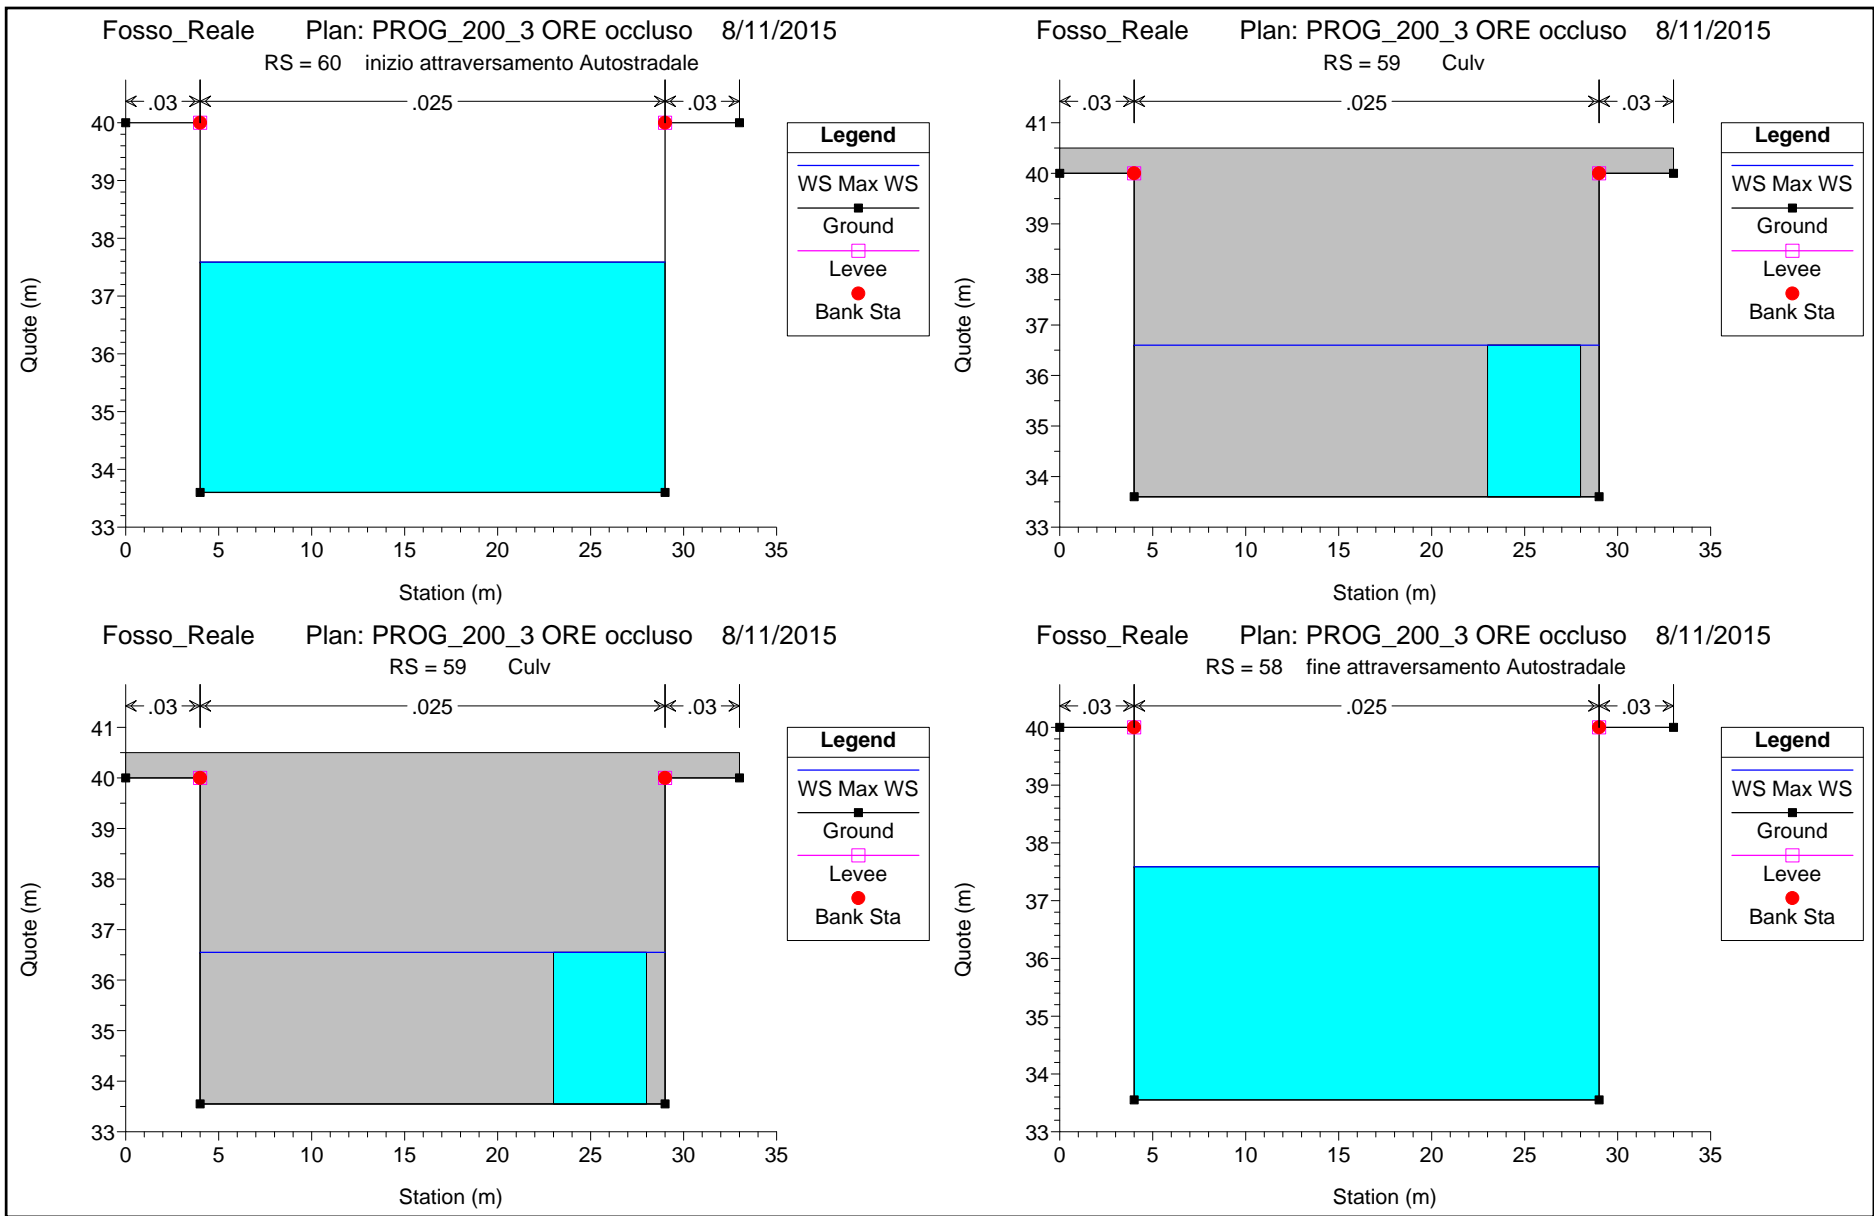 Fosso_Reale Plan: PROG_200_3 ORE occluso 8/11/2015
RS = 60 inizio attraversamento Autostradale
.03 .025 .03
40
39
38
37
36
35
34
33
Quote (m)
0 5 10 15 20 25 30 35
Station (m)
Legend
WS Max WS
Ground
Levee
Bank Sta
Fosso_Reale Plan: PROG_200_3 ORE occluso 8/11/2015
RS = 59 Culv
.03 .025 .03
41
40
39
38
37
36
35
34
33
Quote (m)
0 5 10 15 20 25 30 35
Station (m)
Legend
WS Max WS
Ground
Levee
Bank Sta
Fosso_Reale Plan: PROG_200_3 ORE occluso 8/11/2015
RS = 59 Culv
.03 .025 .03
41
40
39
38
37
36
35
34
33
Quote (m)
0 5 10 15 20 25 30 35
Station (m)
Legend
WS Max WS
Ground
Levee
Bank Sta
Fosso_Reale Plan: PROG_200_3 ORE occluso 8/11/2015
RS = 58 fine attraversamento Autostradale
.03 .025 .03
40
39
38
37
36
35
34
33
Quote (m)
0 5 10 15 20 25 30 35
Station (m)
Legend
WS Max WS
Ground
Levee
Bank Sta